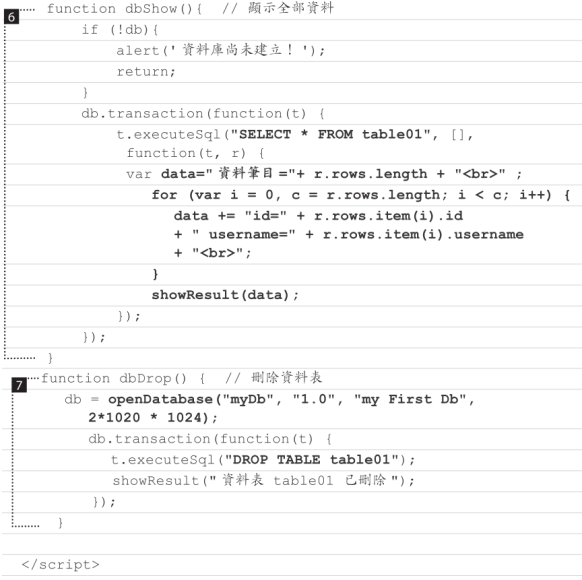 6 function dbShow(){  // 顯示全部資料
if (!db){
alert('資料庫尚未建立！');
return;
}
db.transaction(function(t) {
t.executeSql("SELECT * FROM table01", [],
function(t, r) {
var data="資料筆目="+ r.rows.length + "<br>" ;
for (var i = 0, c = r.rows.length; i < c; i++) {
data += "id=" + r.rows.item(i).id
+ " username=" + r.rows.item(i).username
+ "<br>";
}
showResult(data);
});
});
}
7 function dbDrop() {  // 刪除資料表
db = openDatabase("myDb", "1.0", "my First Db",
2*1020 * 1024);
db.transaction(function(t) {
t.executeSql("DROP TABLE table01");
showResult("資料表 table01 已刪除");
});
}
</script>